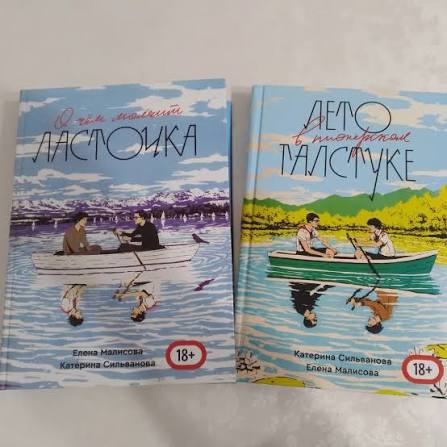 О чём молчит
ЛАСТОЧКА
Елена Малисова
Катерина Сильванова
18+
ЛЕТО
в пионерском
ГАЛСТУКЕ
Катерина Сильванова
Елена Малисова
18+